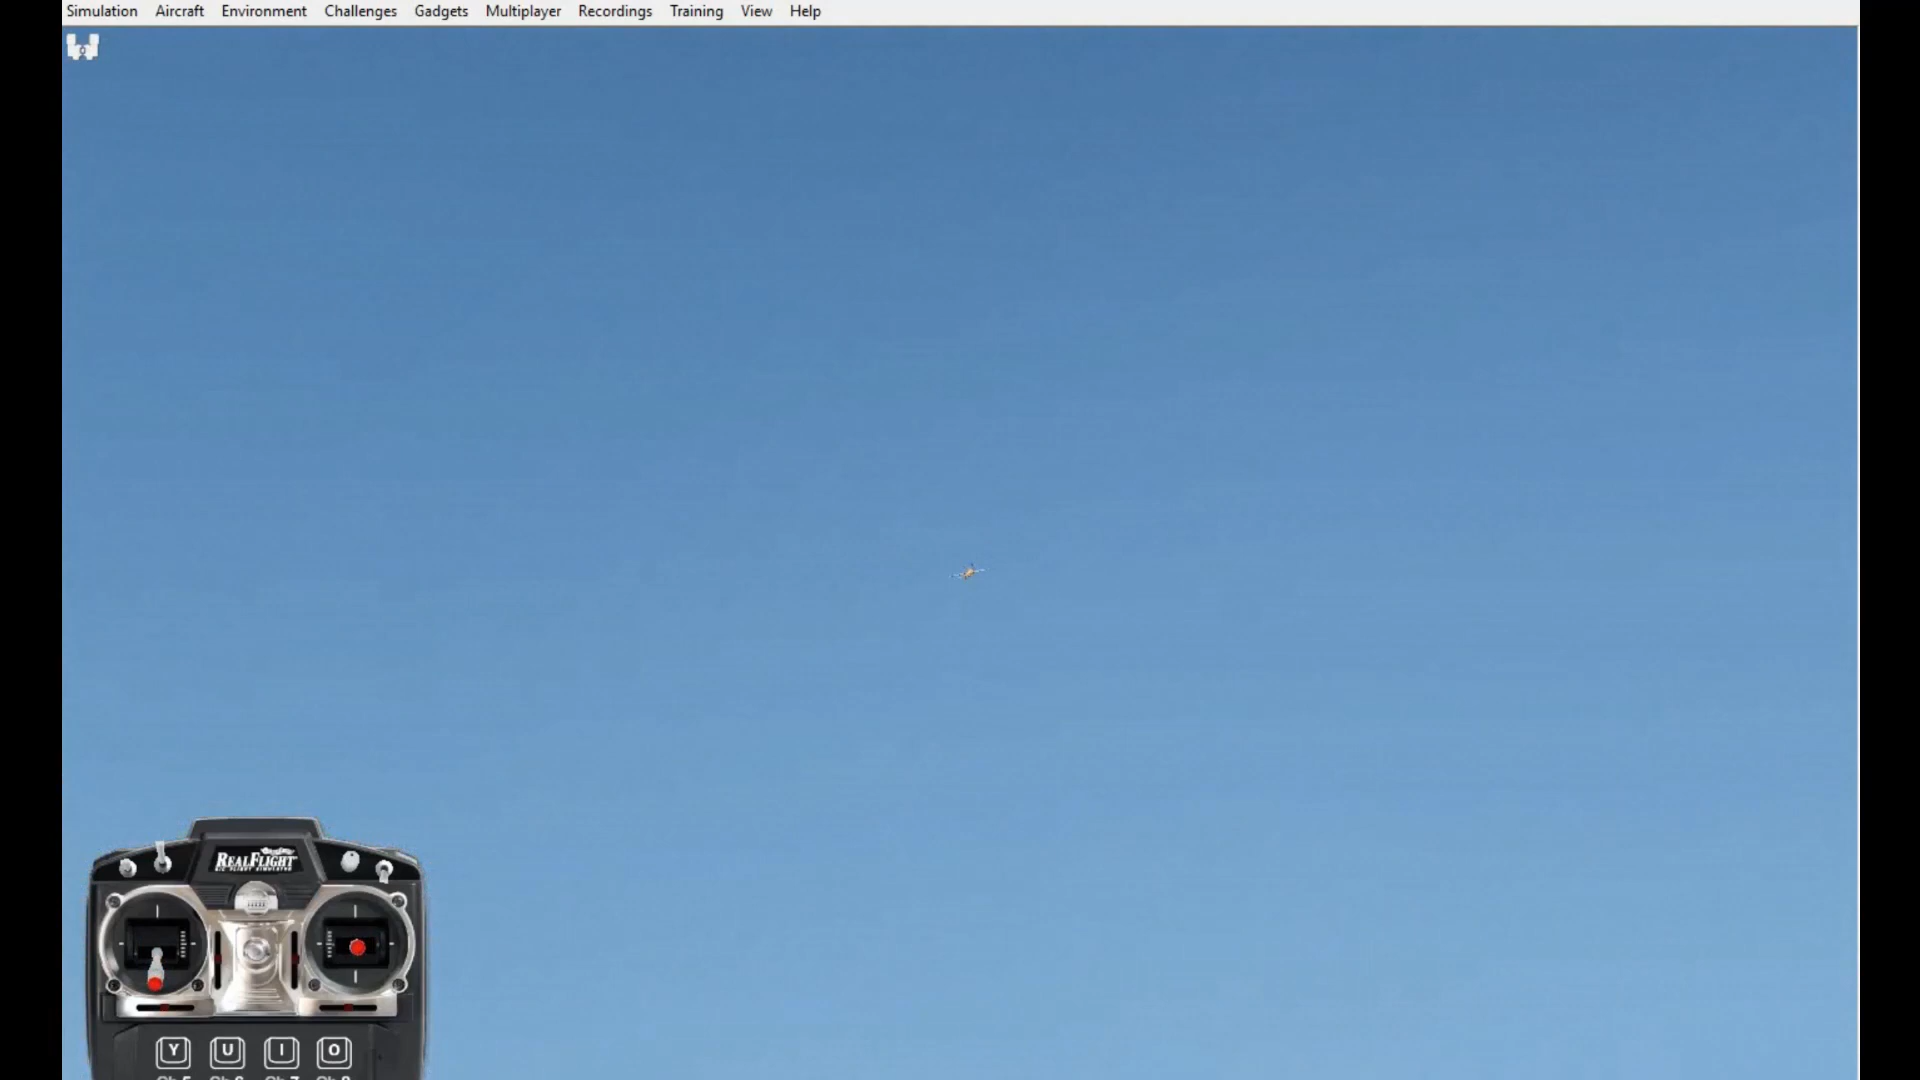 Simulation Aircraft Environment Challenges Gadgets Multiplayer Recordings Training View Help
REALFLIGHT
Y U I O